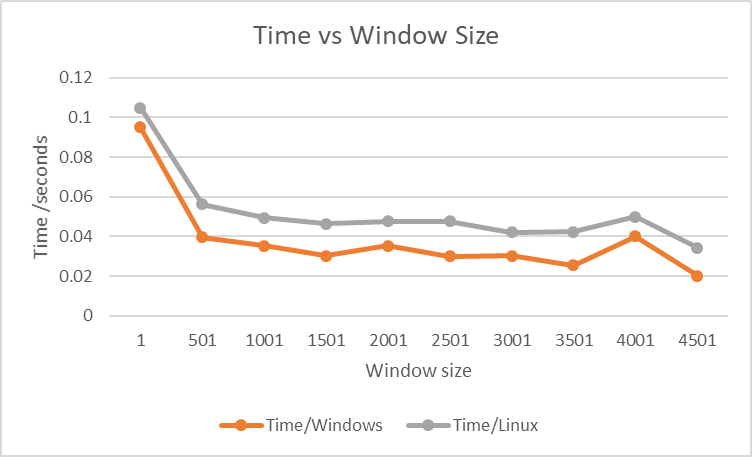 Time vs Window Size
0.12
0.1
0.08
0.06
0.04
0.02
0
Time /seconds
1 501 1001 1501 2001 2501 3001 3501 4001 4501
Window size
Time/Windows Time/Linux